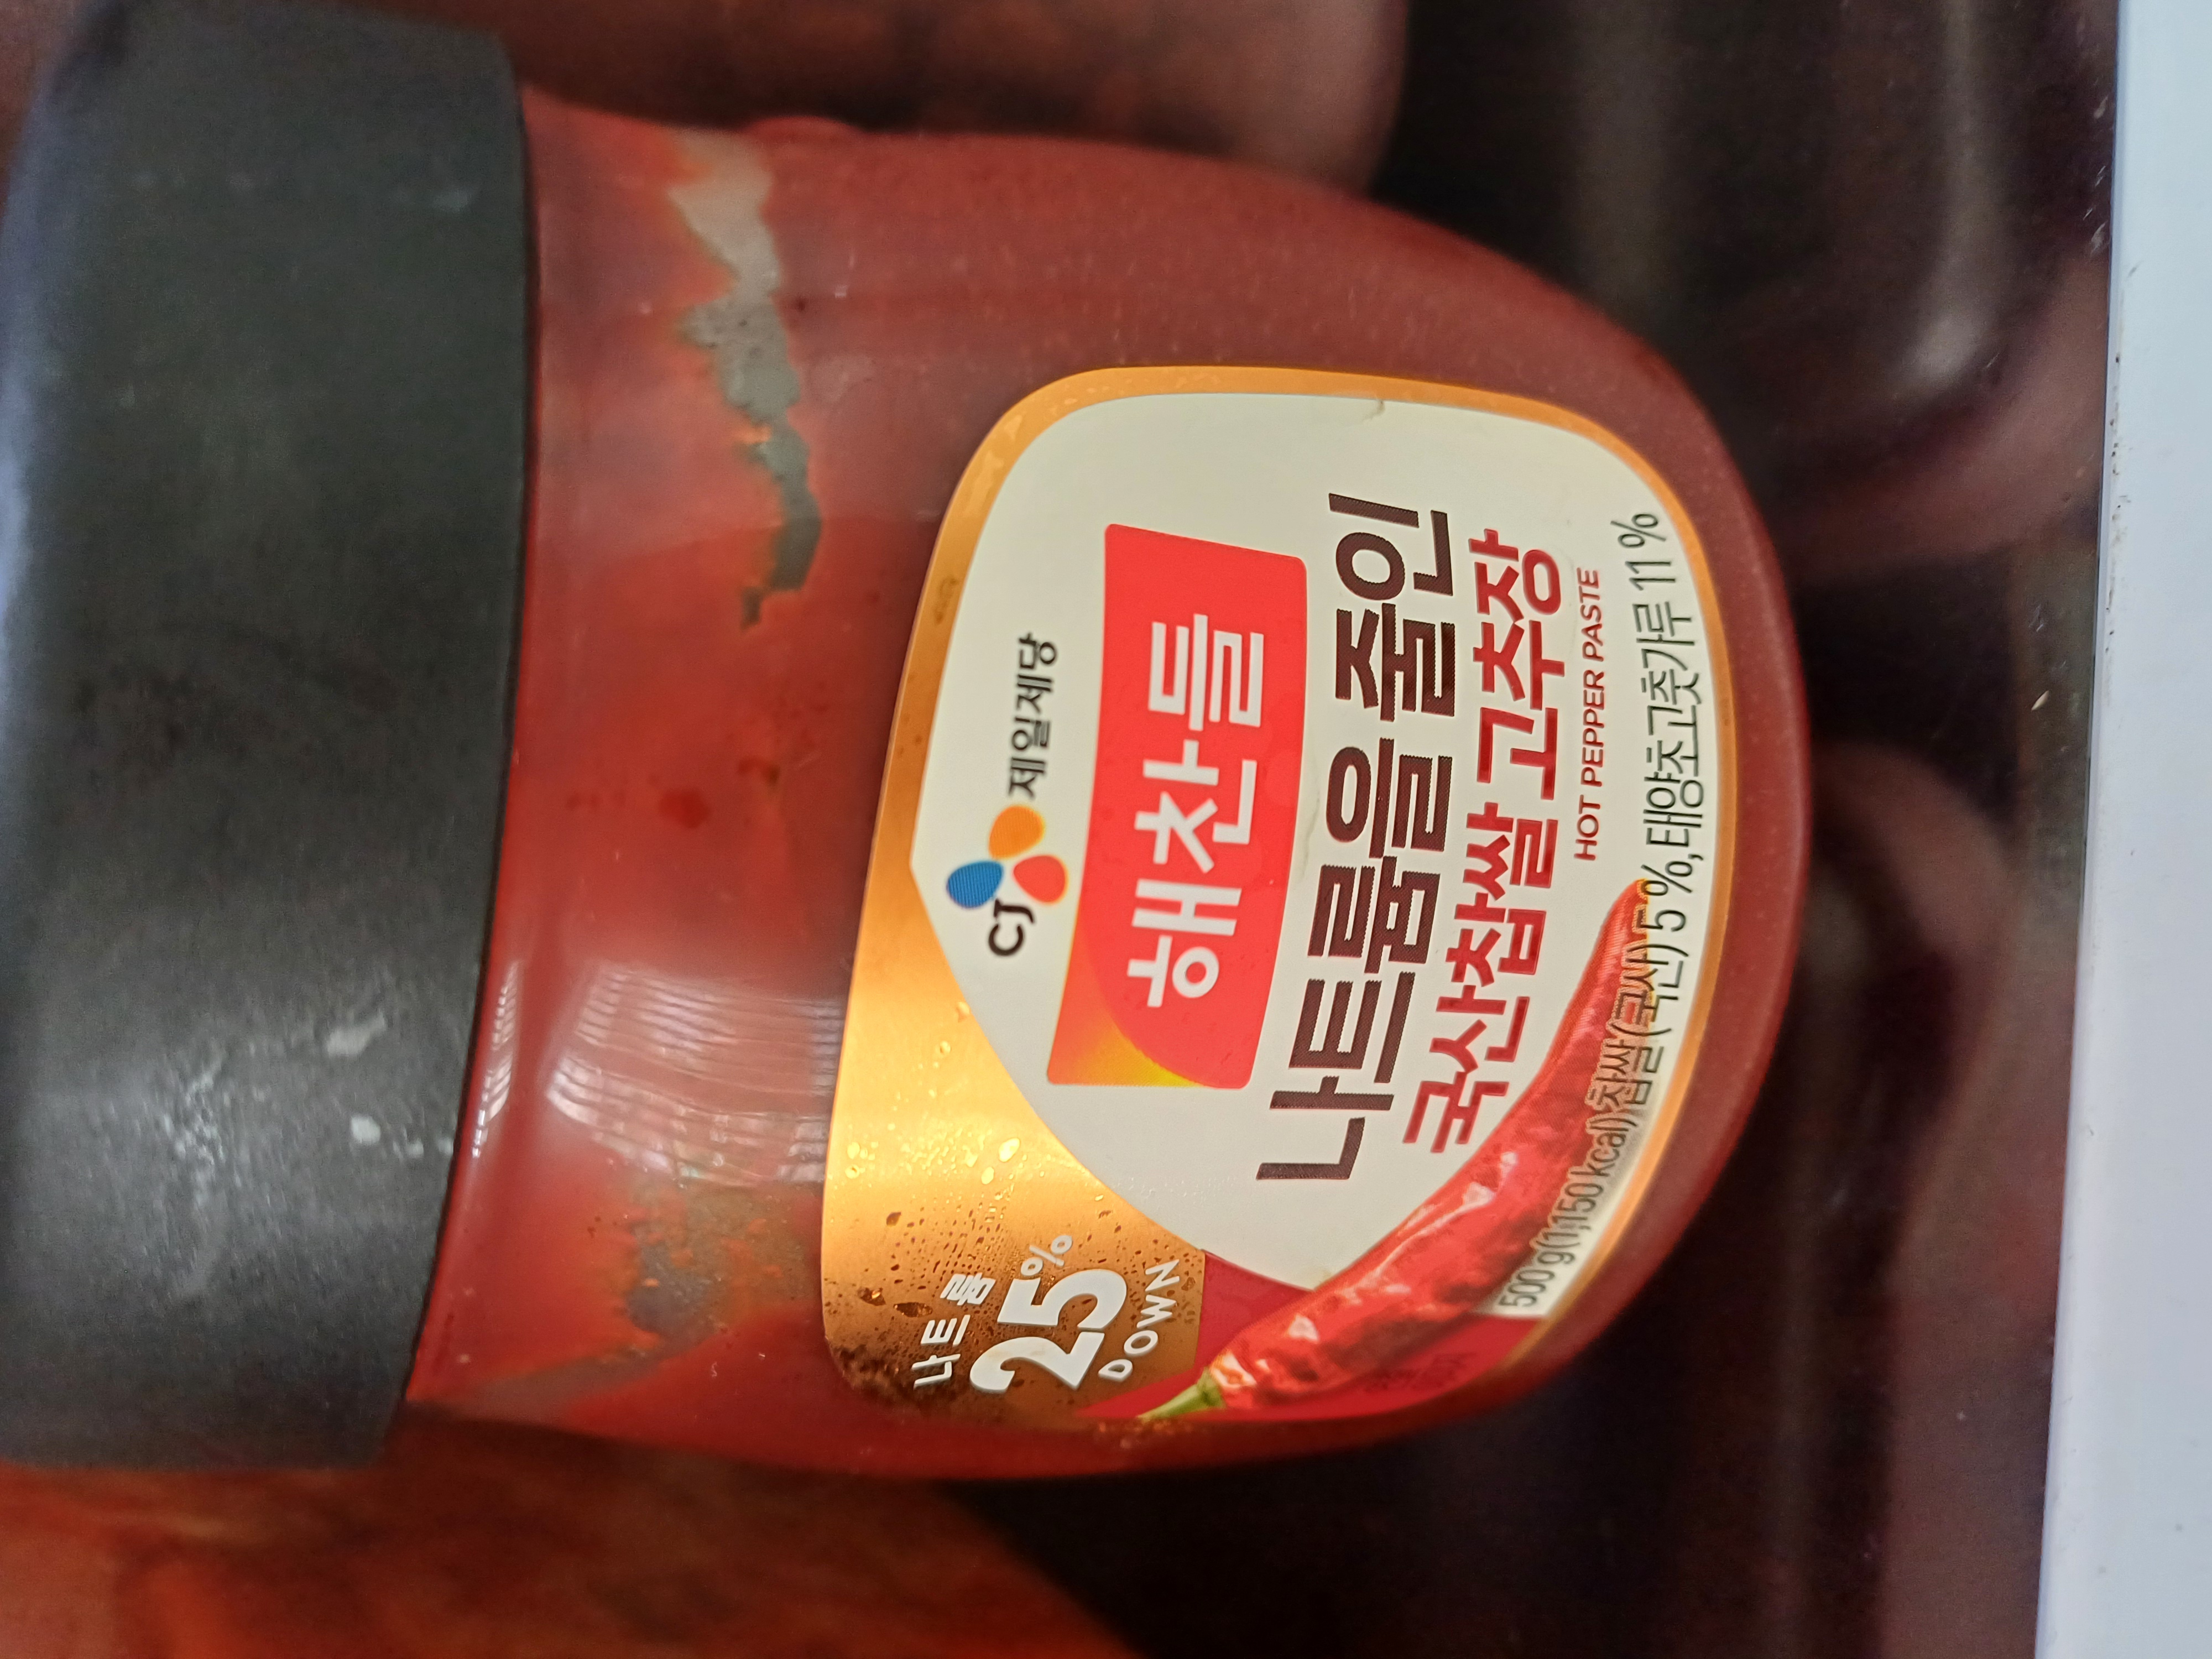 CJ 제일제당
해찬들
나트륨을 줄인
국산찹쌀 고추장
HOT PEPPER PASTE
나트륨
25%
DOWN
500 g(1,150 kcal)찹쌀(국산) 5 %,태양초고춧가루 11 %